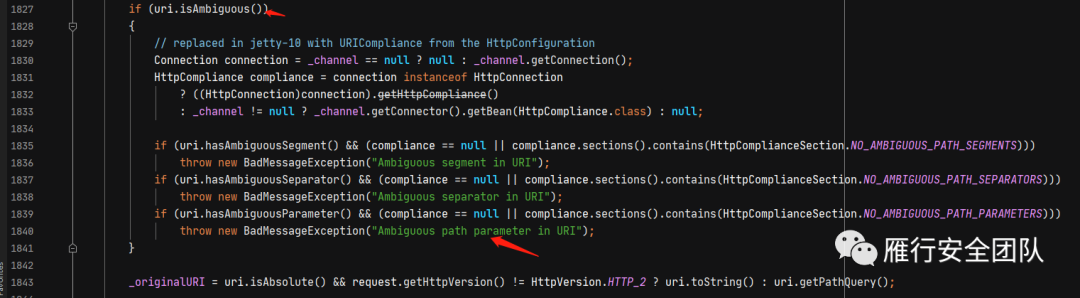 1827 if (uri.isAmbiguous())
1828 {
1829 // replaced in jetty-10 with URICompliance from the HttpConfiguration
1830 Connection connection = _channel == null ? null : _channel.getConnection();
1831 HttpCompliance compliance = connection instanceof HttpConnection
1832 ? ((HttpConnection)connection).getHttpCompliance()
1833 : _channel != null ? _channel.getConnector().getBean(HttpCompliance.class) : null;
1834
1835 if (uri.hasAmbiguousSegment() && (compliance == null || compliance.sections().contains(HttpComplianceSection.NO_AMBIGUOUS_PATH_SEGMENTS)))
1836 throw new BadMessageException("Ambiguous segment in URI");
1837 if (uri.hasAmbiguousSeparator() && (compliance == null || compliance.sections().contains(HttpComplianceSection.NO_AMBIGUOUS_PATH_SEPARATORS)))
1838 throw new BadMessageException("Ambiguous separator in URI");
1839 if (uri.hasAmbiguousParameter() && (compliance == null || compliance.sections().contains(HttpComplianceSection.NO_AMBIGUOUS_PATH_PARAMETERS)))
1840 throw new BadMessageException("Ambiguous path parameter in URI");
1841 }
1842
1843 _originalURI = uri.isAbsolute() && request.getHttpVersion() != HttpVersion.HTTP_2 ? uri.toString() : uri.getPathQuery();
Favorites
雁行安全团队